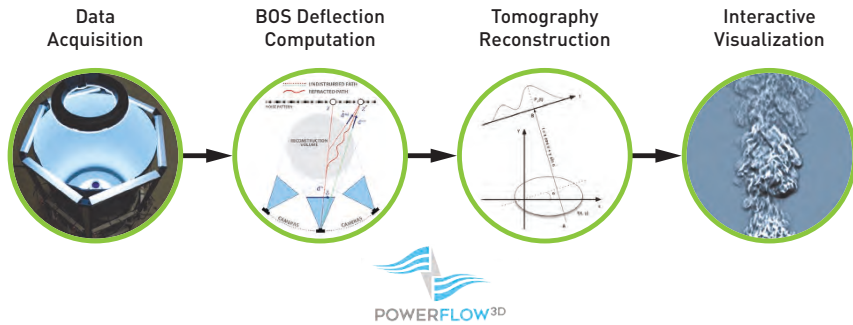 Data
Acquisition
BOS Deflection
Computation
Tomography
Reconstruction
Interactive
Visualization
UNDISTURBED PATH
REFRACTED PATH
RECONSTRUCTION
VOLUME
CAMERAS
CAMERAS
y
x
POWERFLOW3D